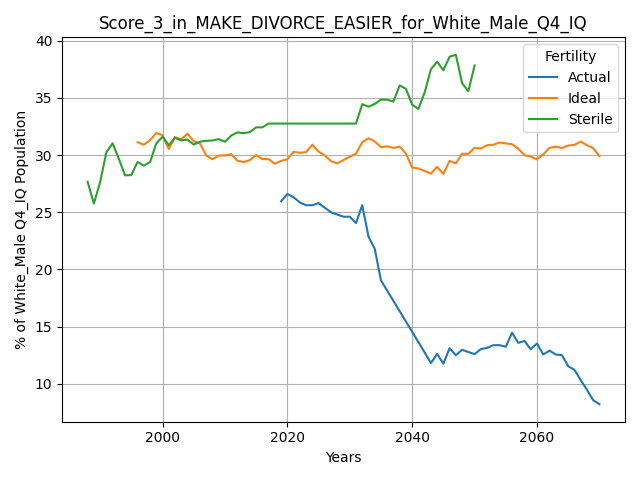 Score_3_in_MAKE_DIVORCE_EASIER_for_White_Male_Q4_IQ
% of White_Male Q4_IQ Population
40
35
30
25
20
15
10
Fertility
Actual
Ideal
Sterile
2000
2020
2040
2060
Years